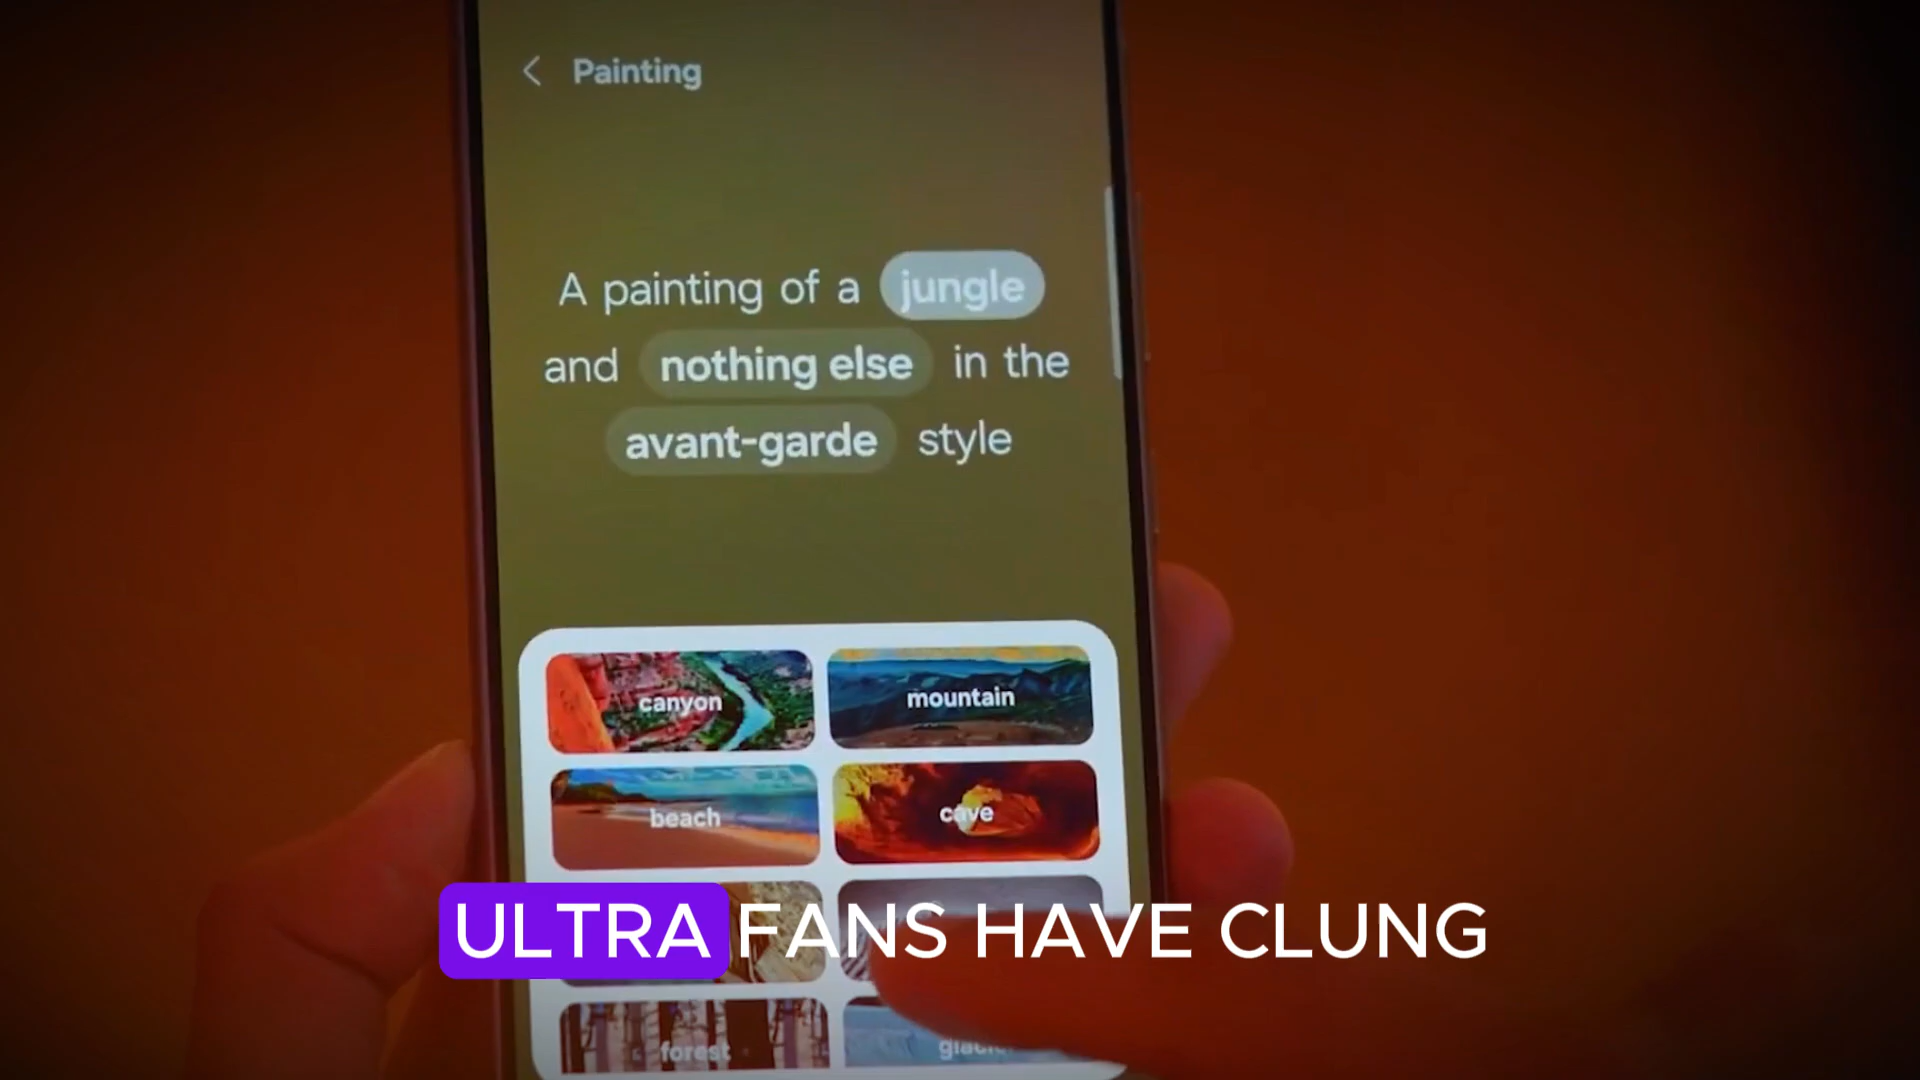 Painting
A painting of a jungle
and nothing else in the
avant-garde style
canyon
mountain
beach
cave
ULTRA FANS HAVE CLUNG
forest